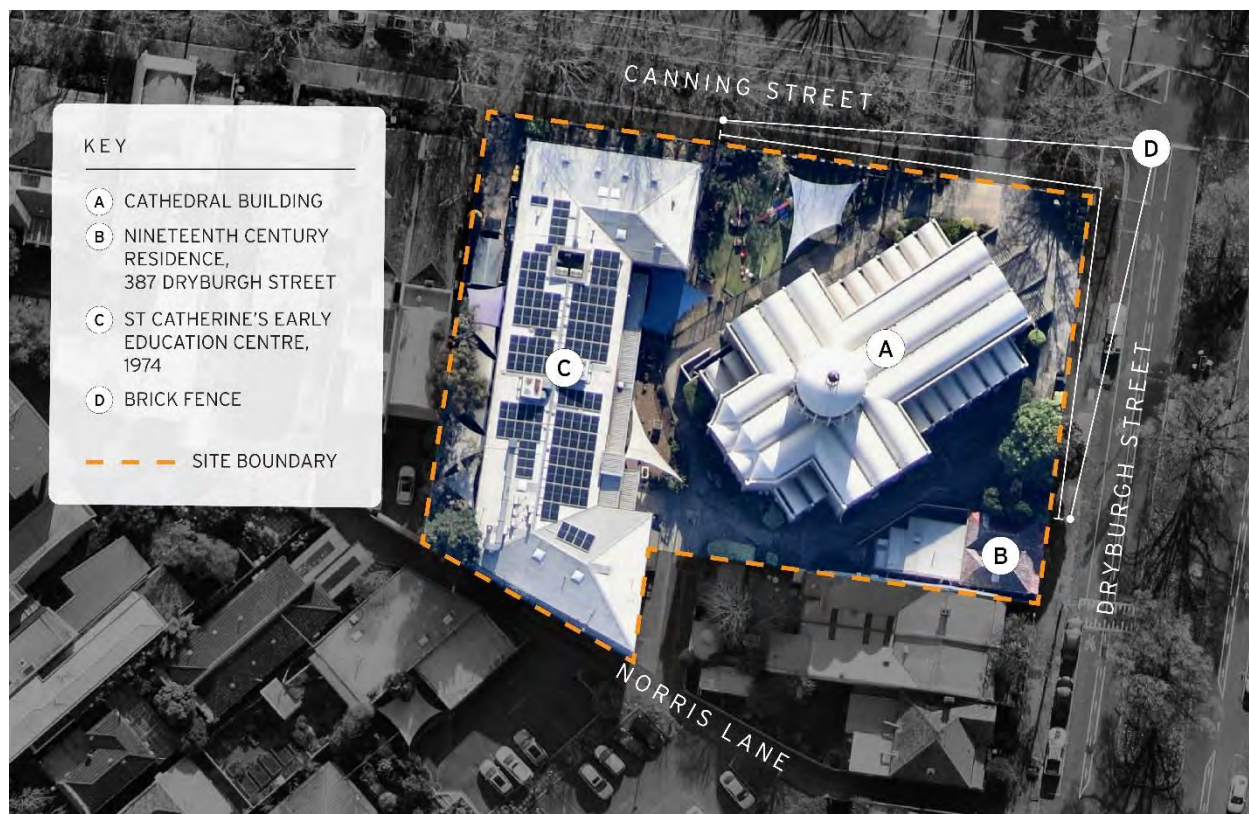 KEY
A CATHEDRAL BUILDING
B NINETEENTH CENTURY
RESIDENCE,
387 DRYBURGH STREET
C ST CATHERINE'S EARLY
EDUCATION CENTRE,
1974
D BRICK FENCE
SITE BOUNDARY
CANNING STREET
D
A
C
B
DRYBURGH STREET
NORRIS LANE